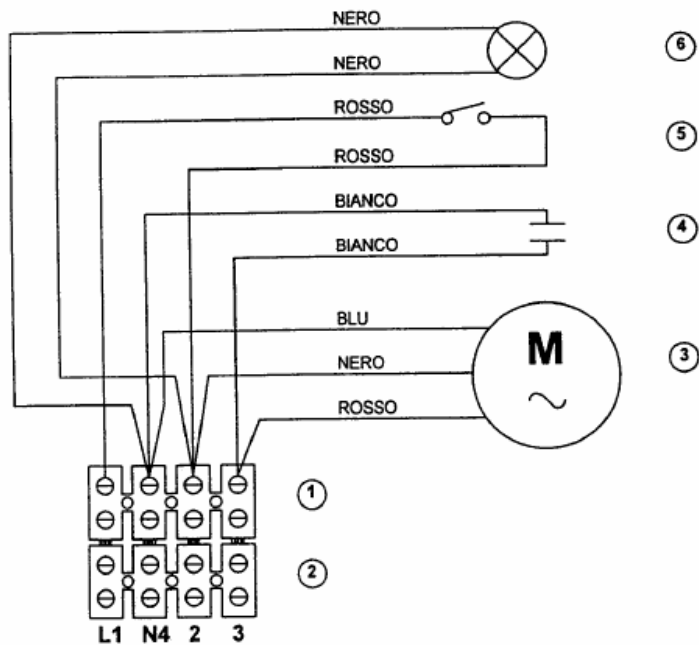 NERO
6
NERO
ROSSO
5
ROSSO
BIANCO
4
BIANCO
BLU
M
3
NERO
ROSSO
1
2
L1 N4 2 3